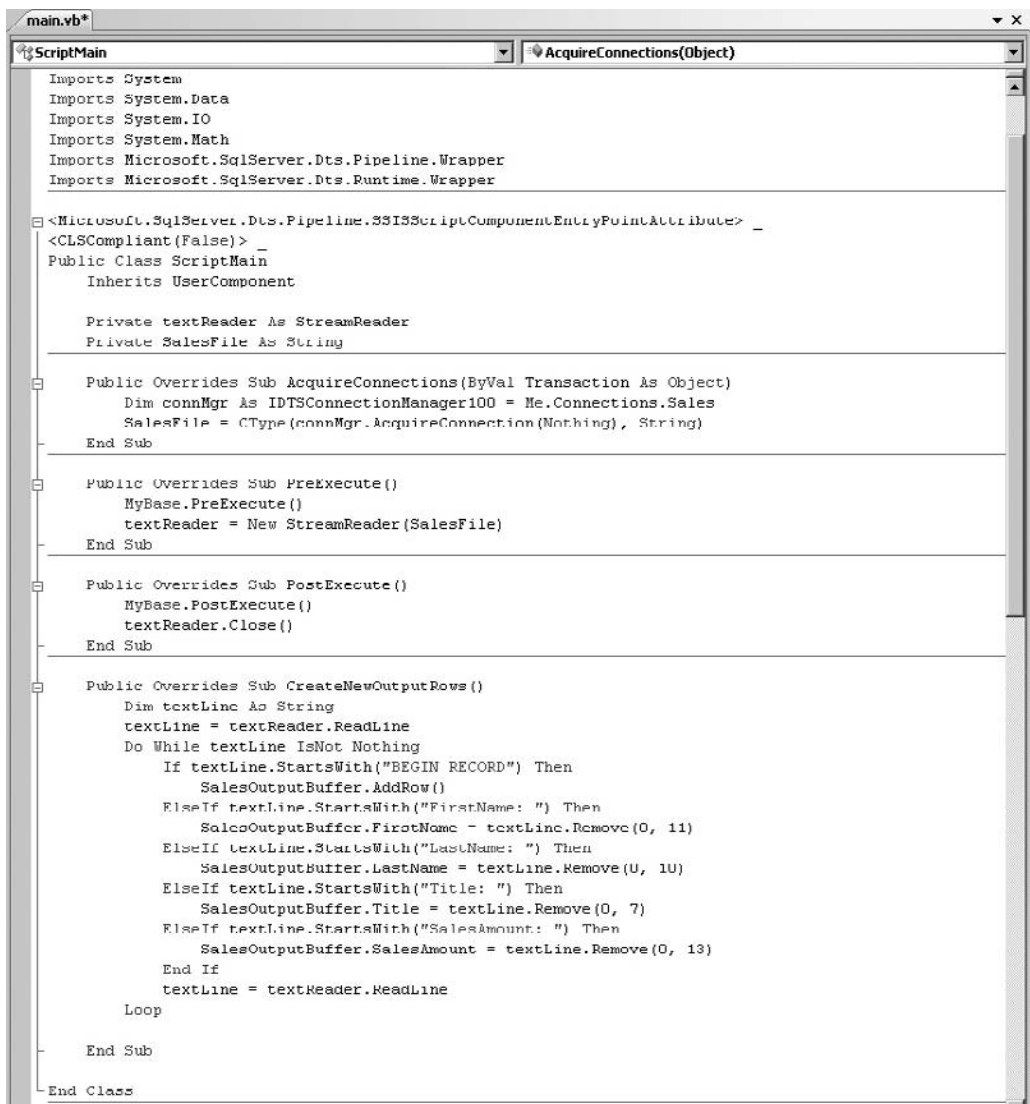 main.vb*
ScriptMain
AcquireConnections(Object)
Imports System
Imports System.Data
Imports System.IO
Imports System.Math
Imports Microsoft.SqlServer.Dts.Pipeline.Wrapper
Imports Microsoft.SqlServer.Dts.Runtime.Wrapper
<Microsoft.SqlServer.Dts.Pipeline.SSISScriptComponentEntryPointAttribute> _
<CLSCompliant(False)> _
Public Class ScriptMain
Inherits UserComponent
Private textReader As StreamReader
Private SalesFile As String
Public Overrides Sub AcquireConnections(ByVal Transaction As Object)
Dim connMgr As IDTSConnectionManager100 = Me.Connections.Sales
SalesFile = CType(connMgr.AcquireConnection(Nothing), String)
End Sub
Public Overrides Sub PreExecute()
MyBase.PreExecute()
textReader = New StreamReader(SalesFile)
End Sub
Public Overrides Sub PostExecute()
MyBase.PostExecute()
textReader.Close()
End Sub
Public Overrides Sub CreateNewOutputRows()
Dim textLine As String
textLine = textReader.ReadLine
Do While textLine IsNot Nothing
If textLine.StartsWith("BEGIN RECORD") Then
SalesOutputBuffer.AddRow()
ElseIf textLine.StartsWith("FirstName: ") Then
SalesOutputBuffer.FirstName = textLine.Remove(0, 11)
ElseIf textLine.StartsWith("LastName: ") Then
SalesOutputBuffer.LastName = textLine.Remove(0, 10)
ElseIf textLine.StartsWith("Title: ") Then
SalesOutputBuffer.Title = textLine.Remove(0, 7)
ElseIf textLine.StartsWith("SalesAmount: ") Then
SalesOutputBuffer.SalesAmount = textLine.Remove(0, 13)
End If
textLine = textReader.ReadLine
Loop
End Sub
End Class